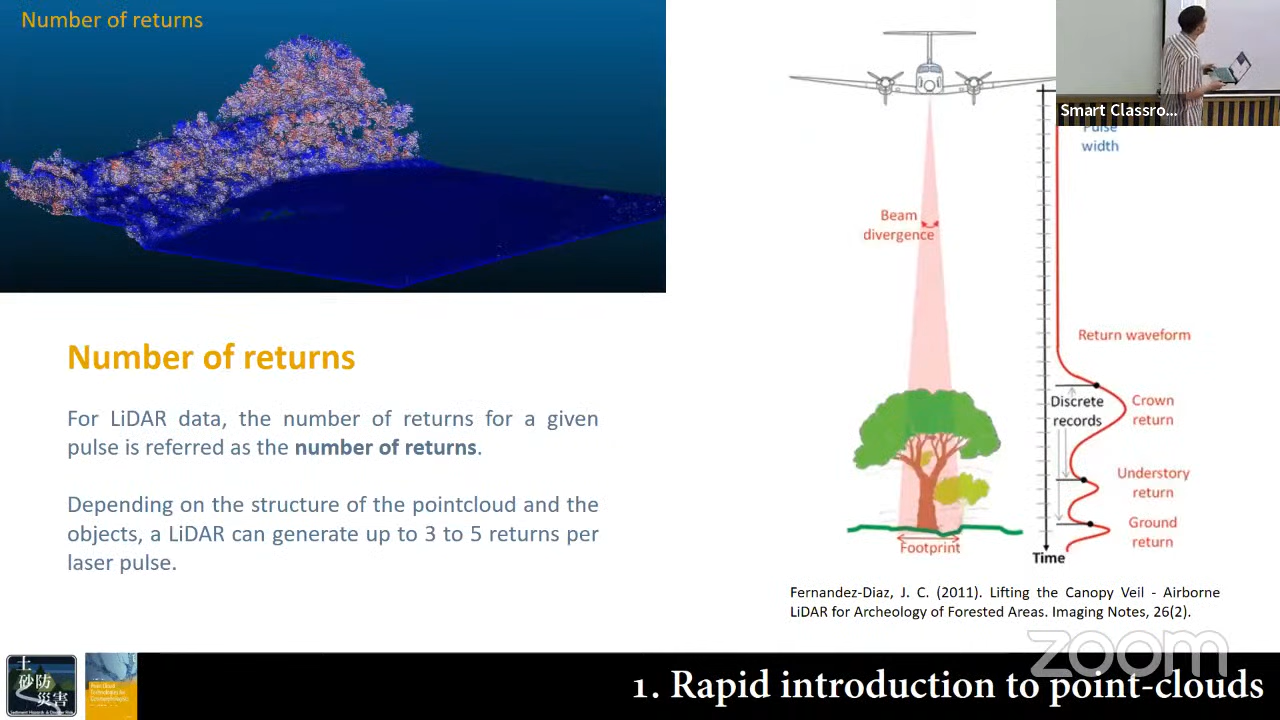 Number of returns
Smart Classro...
Pulse
width
Beam
divergence
Return waveform
Discrete
records
Crown
return
Understory
return
Ground
return
Footprint
Time
Number of returns
For LiDAR data, the number of returns for a given
pulse is referred as the number of returns.
Depending on the structure of the pointcloud and the
objects, a LiDAR can generate up to 3 to 5 returns per
laser pulse.
Fernandez-Diaz, J. C. (2011). Lifting the Canopy Veil - Airborne
LiDAR for Archeology of Forested Areas. Imaging Notes, 26(2).
zoom
土
砂防
災害
1. Rapid introduction to point-clouds